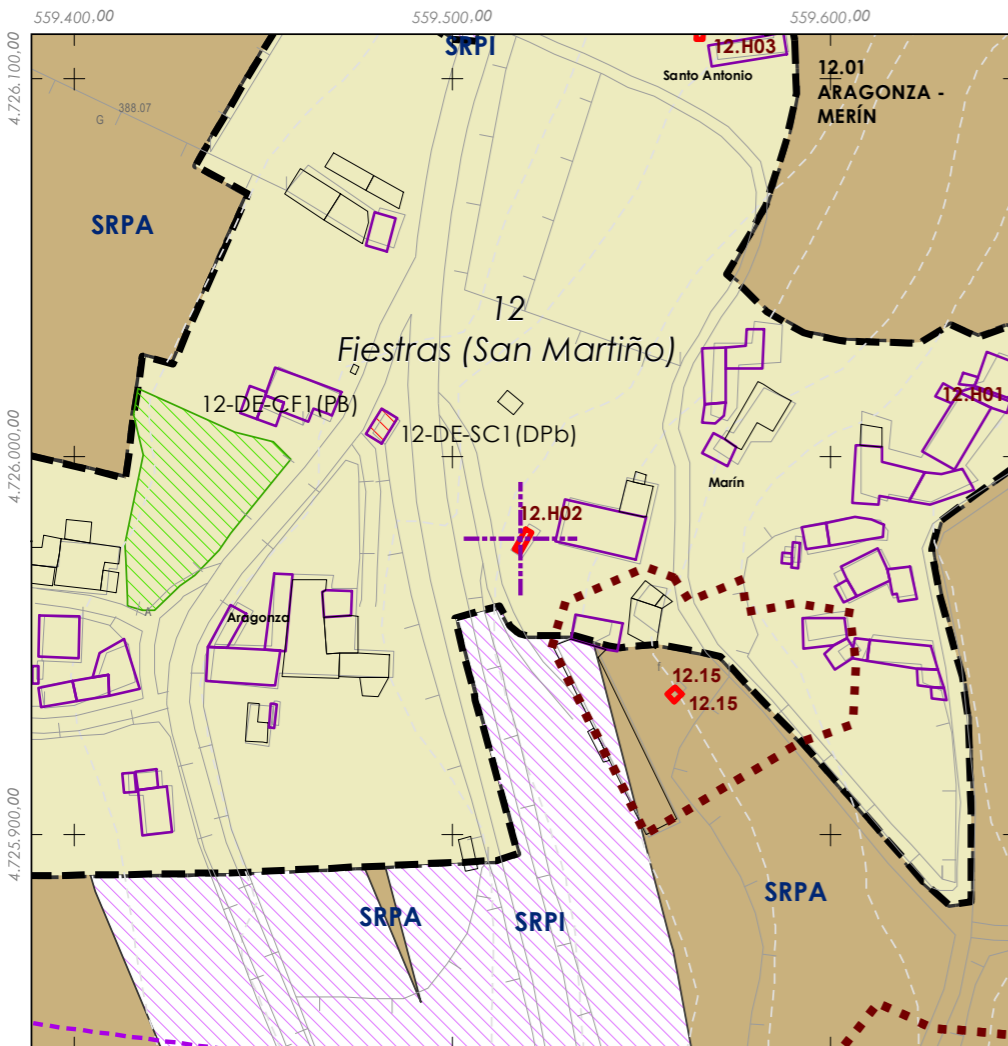 559.400,00
559.500,00
559.600,00
4.726.100,00
4.726.000,00
4.725.900,00
SRPI
12.H03
Santo Antonio
12.01
ARAGONZA -
MERÍN
388.07
G
SRPA
12
Fiestras (San Martiño)
12-DE-CF1(PB)
12-DE-SC1(DPb)
12.H01
Marín
12.H02
A
Aragonza
F
12.15
12.15
SRPA
SRPA
SRPI